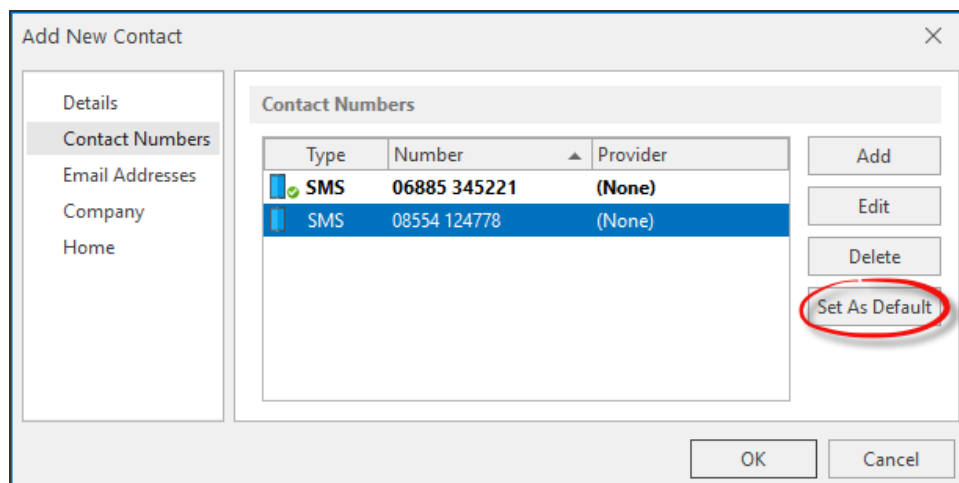 Add New Contact
Details
Contact Numbers
Email Addresses
Company
Home
Contact Numbers
Type Number Provider
SMS 06885 345221 (None)
SMS 08554 124778 (None)
Add
Edit
Delete
Set As Default
OK Cancel